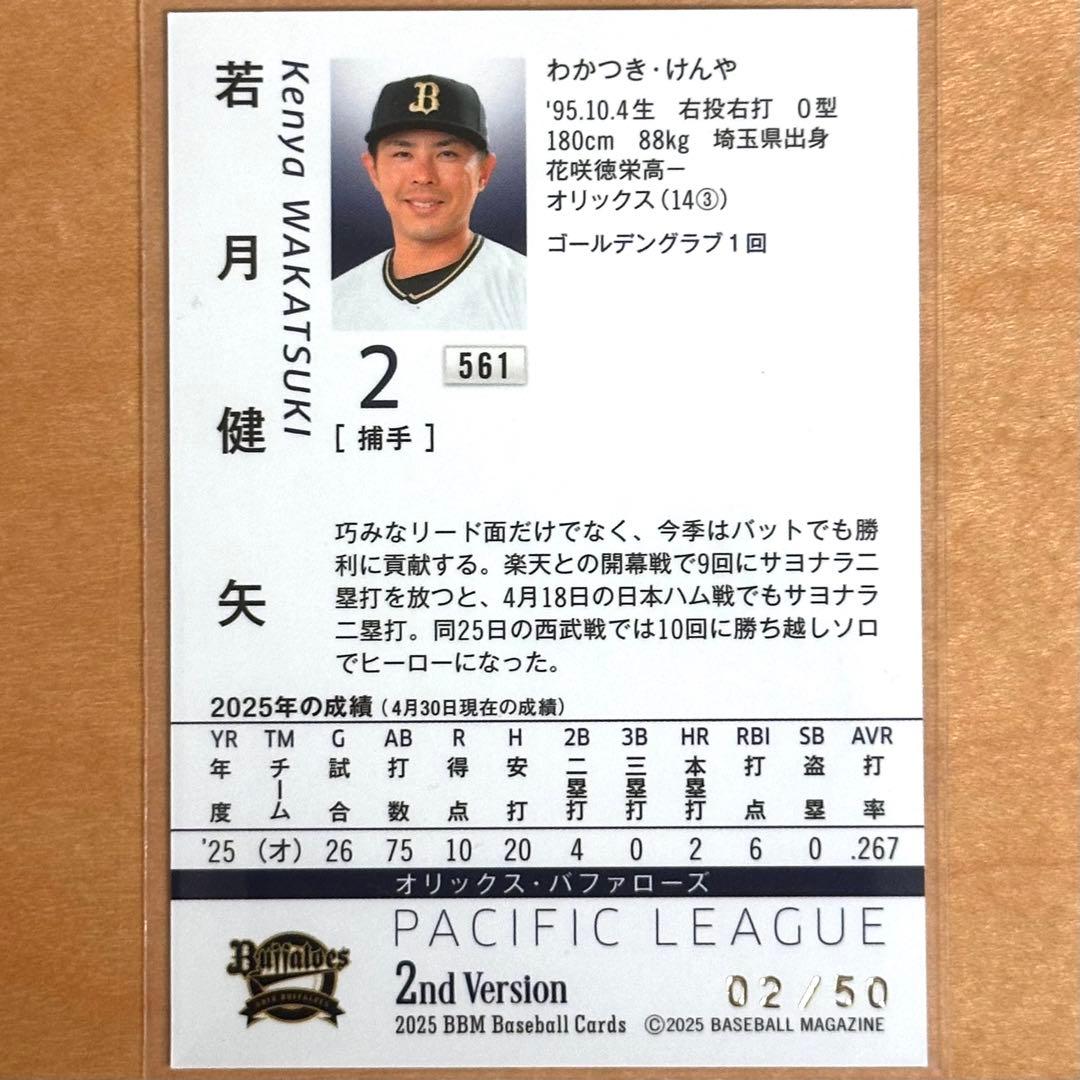 若月健矢
Kenya WAKATSUKI
B
わかつき・けんや
'95.10.4生 右投右打 O型
180cm 88kg 埼玉県出身
花咲徳栄高ー
オリックス(14③)
ゴールデングラブ1回
2
561
[ 捕手 ]
巧みなリード面だけでなく、今季はバットでも勝
利に貢献する。楽天との開幕戦で9回にサヨナラ二
塁打を放つと、4月18日の日本ハム戦でもサヨナラ
二塁打。同25日の西武戦では10回に勝ち越しソロ
でヒーローになった。
2025年の成績(4月30日現在の成績)
YR TM G AB R H 2B 3B HR RBI SB AVR
年度 チーム 試合 打数 得点 安打 二塁打 三塁打 本塁打 打点 盗塁 打率
'25 (オ) 26 75 10 20 4 0 2 6 0 .267
オリックス・バファローズ
PACIFIC LEAGUE
Buffaloes
ORIX BUFFALOES
2nd Version
02/50
2025 BBM Baseball Cards ©2025 BASEBALL MAGAZINE